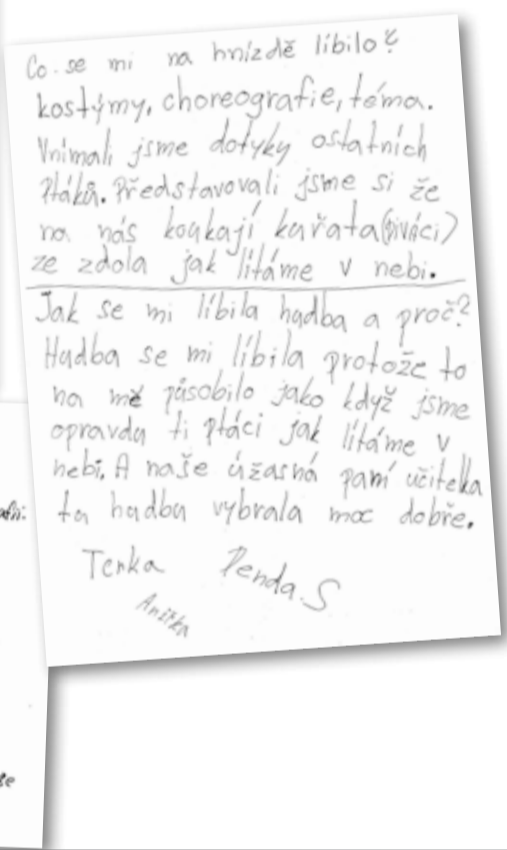 Co se mi na hnízdě líbilo?
kostýmy, choreografie, téma.
Vnímali jsme dotyky ostatních
Ptáků. Představovali jsme si že
na nás koukají kuřata (diváci)
ze zdola jak lítáme v nebi.
Jak se mi líbila hudba a proč?
Hudba se mi líbila protože to
na mě působilo jako když jsme
opravdu ti ptáci jak lítáme v
nebi. A naše úžasná paní učitelka
tu hudbu vybrala moc dobře.
Terka Penda.S
Anička